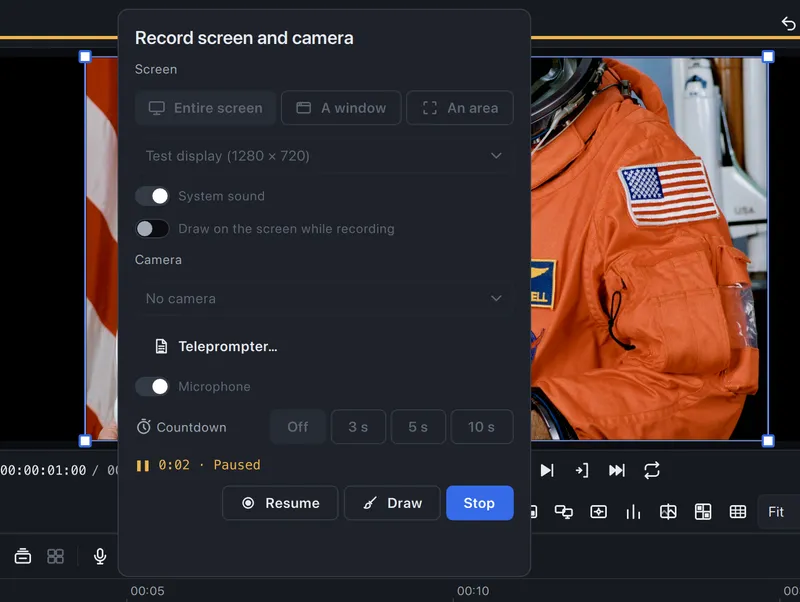 Record screen and camera
Screen
Entire screen
A window
An area
Test display (1280 × 720)
System sound
Draw on the screen while recording
Camera
No camera
Teleprompter…
Microphone
Countdown
Off
3 s
5 s
10 s
0:02 · Paused
Resume
Draw
Stop
USA
ELL
00:00:01:00 / 00
Fit
00:05
00:10
00